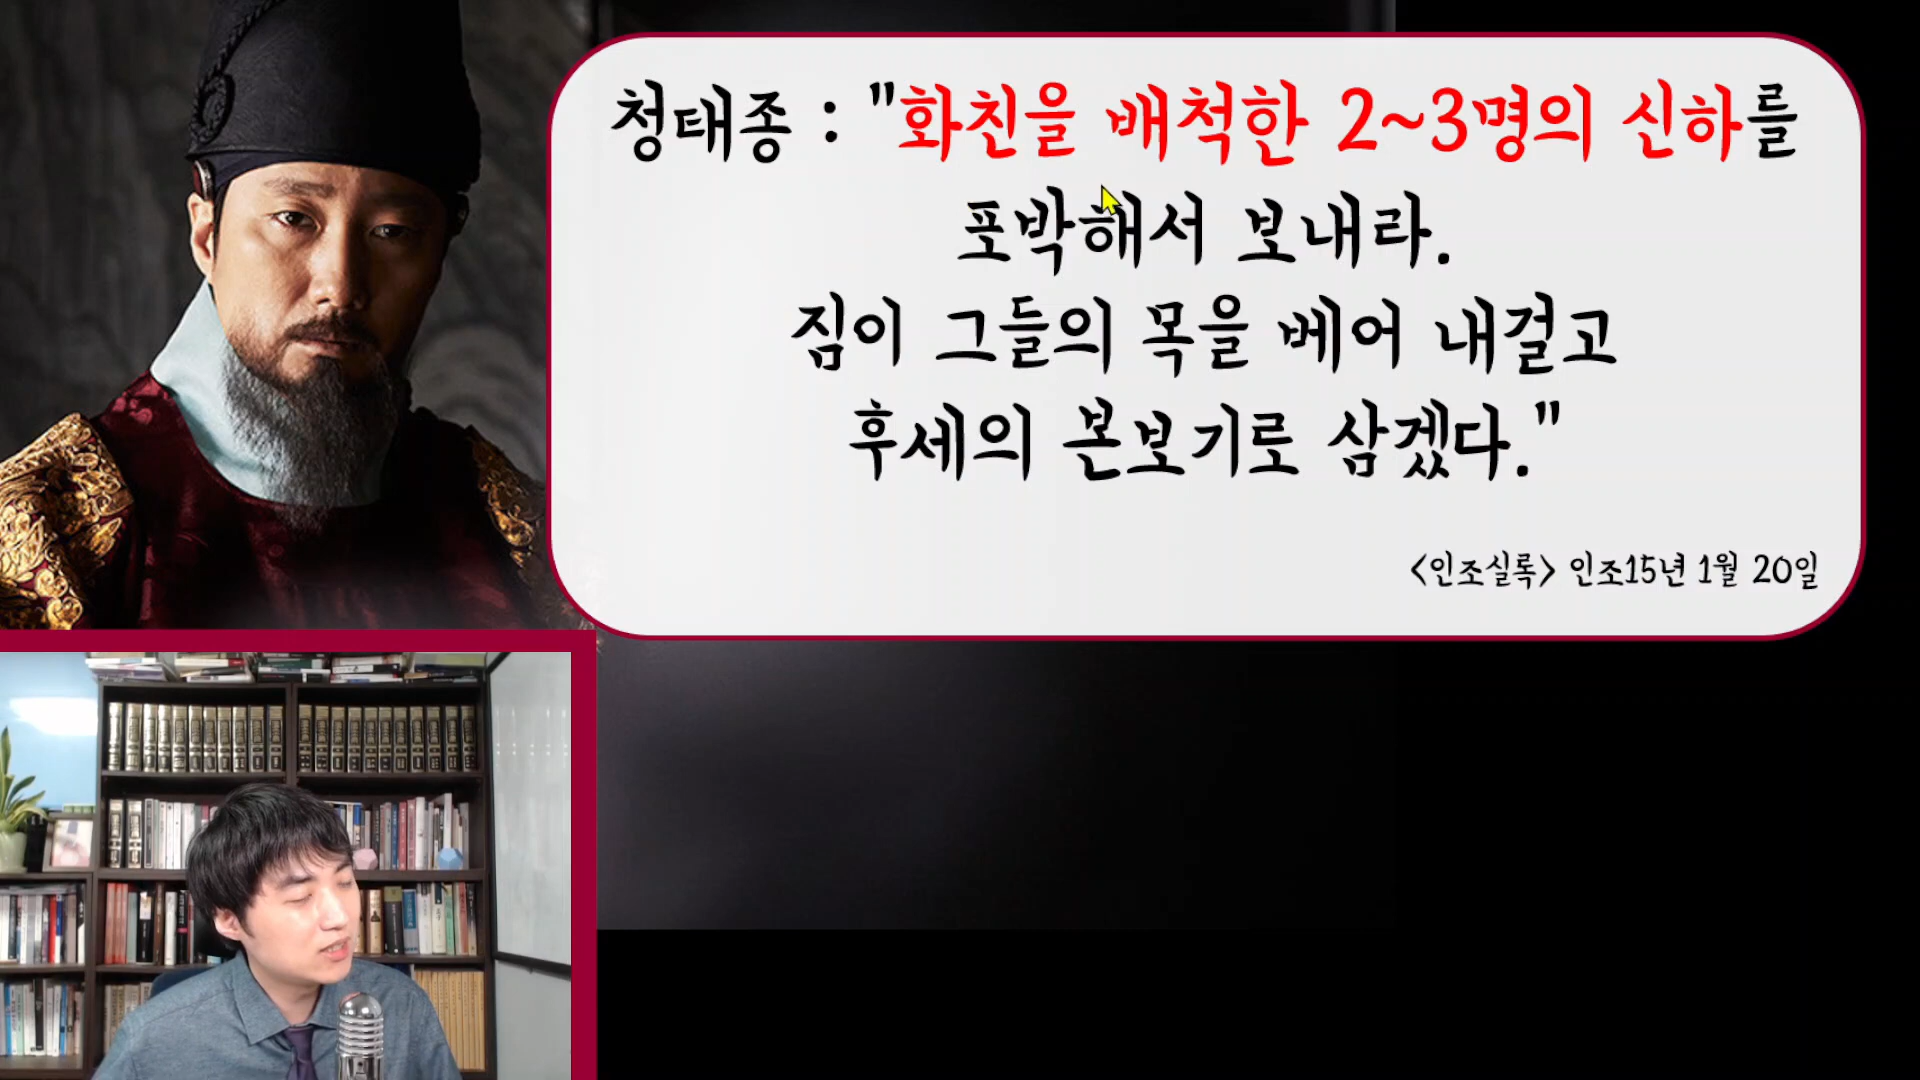 청태종 : "화친을 배척한 2~3명의 신하를
포박해서 보내라.
짐이 그들의 목을 베어 내걸고
후세의 본보기로 삼겠다."
<인조실록> 인조15년 1월 20일